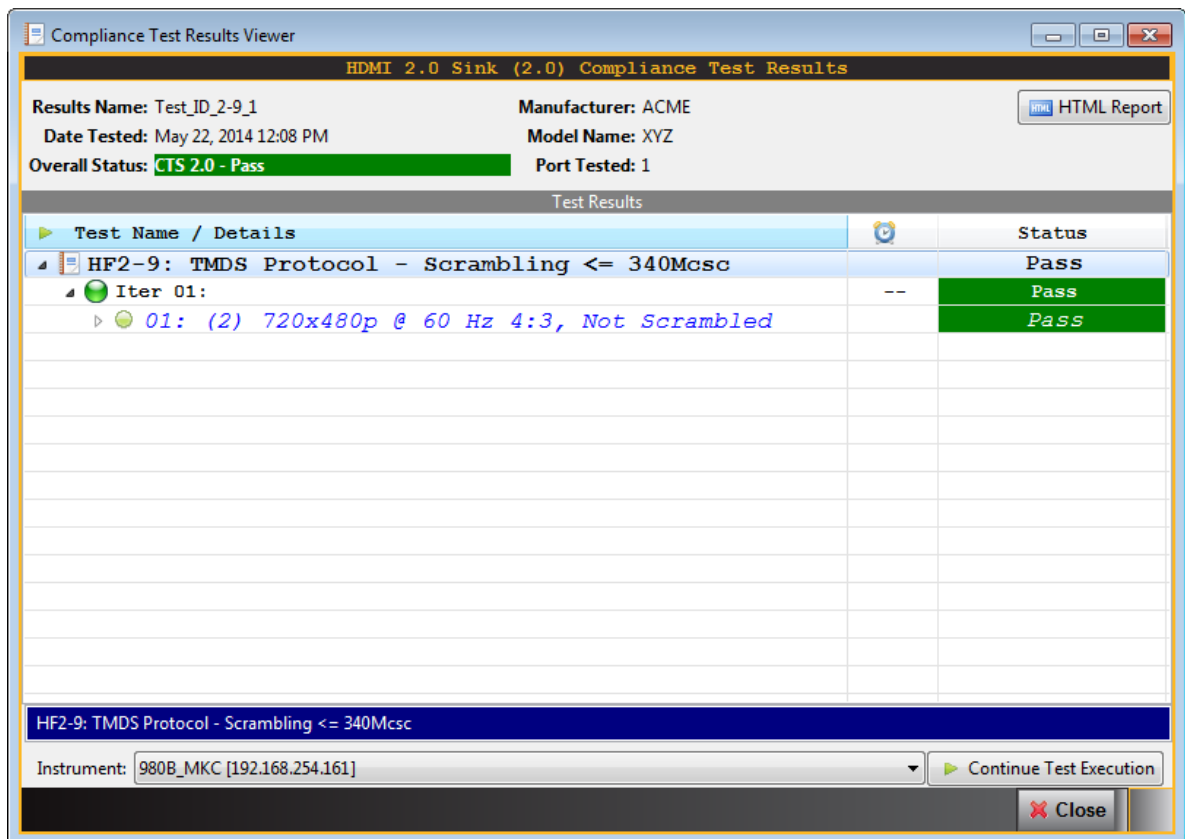 Compliance Test Results Viewer
HDMI 2.0 Sink (2.0) Compliance Test Results
Results Name: Test_ID_2-9_1 Manufacturer: ACME HTML HTML Report
Date Tested: May 22, 2014 12:08 PM Model Name: XYZ
Overall Status: CTS 2.0 - Pass Port Tested: 1
Test Results
Test Name / Details Status
HF2-9: TMDS Protocol - Scrambling <= 340Mcsc Pass
Iter 01: -- Pass
01: (2) 720x480p @ 60 Hz 4:3, Not Scrambled Pass
HF2-9: TMDS Protocol - Scrambling <= 340Mcsc
Instrument: 980B_MKC [192.168.254.161] Continue Test Execution
Close